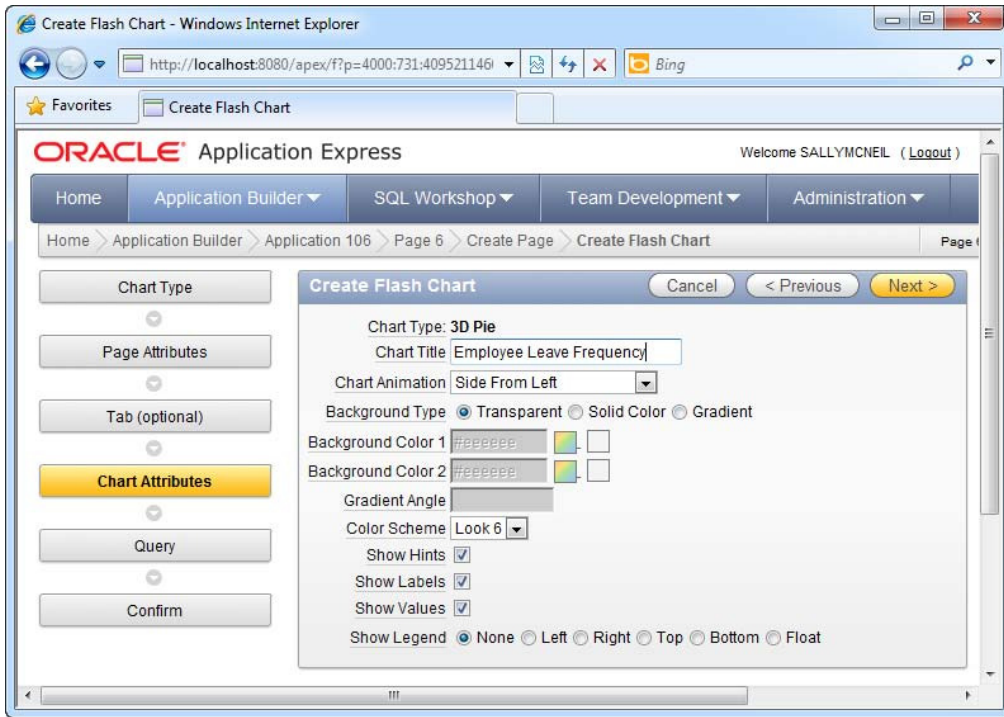 Create Flash Chart - Windows Internet Explorer
http://localhost:8080/apex/f?p=4000:731:409521146
Bing
Favorites
Create Flash Chart
ORACLE Application Express
Welcome SALLYMCNEIL ( Logout )
Home Application Builder SQL Workshop Team Development Administration
Home Application Builder Application 106 Page 6 Create Page Create Flash Chart Page
Chart Type
Page Attributes
Tab (optional)
Chart Attributes
Query
Confirm
Create Flash Chart Cancel < Previous Next >
Chart Type: 3D Pie
Chart Title Employee Leave Frequency
Chart Animation Side From Left
Background Type Transparent Solid Color Gradient
Background Color 1 #eeeeee
Background Color 2 #eeeeee
Gradient Angle
Color Scheme Look 6
Show Hints
Show Labels
Show Values
Show Legend None Left Right Top Bottom Float